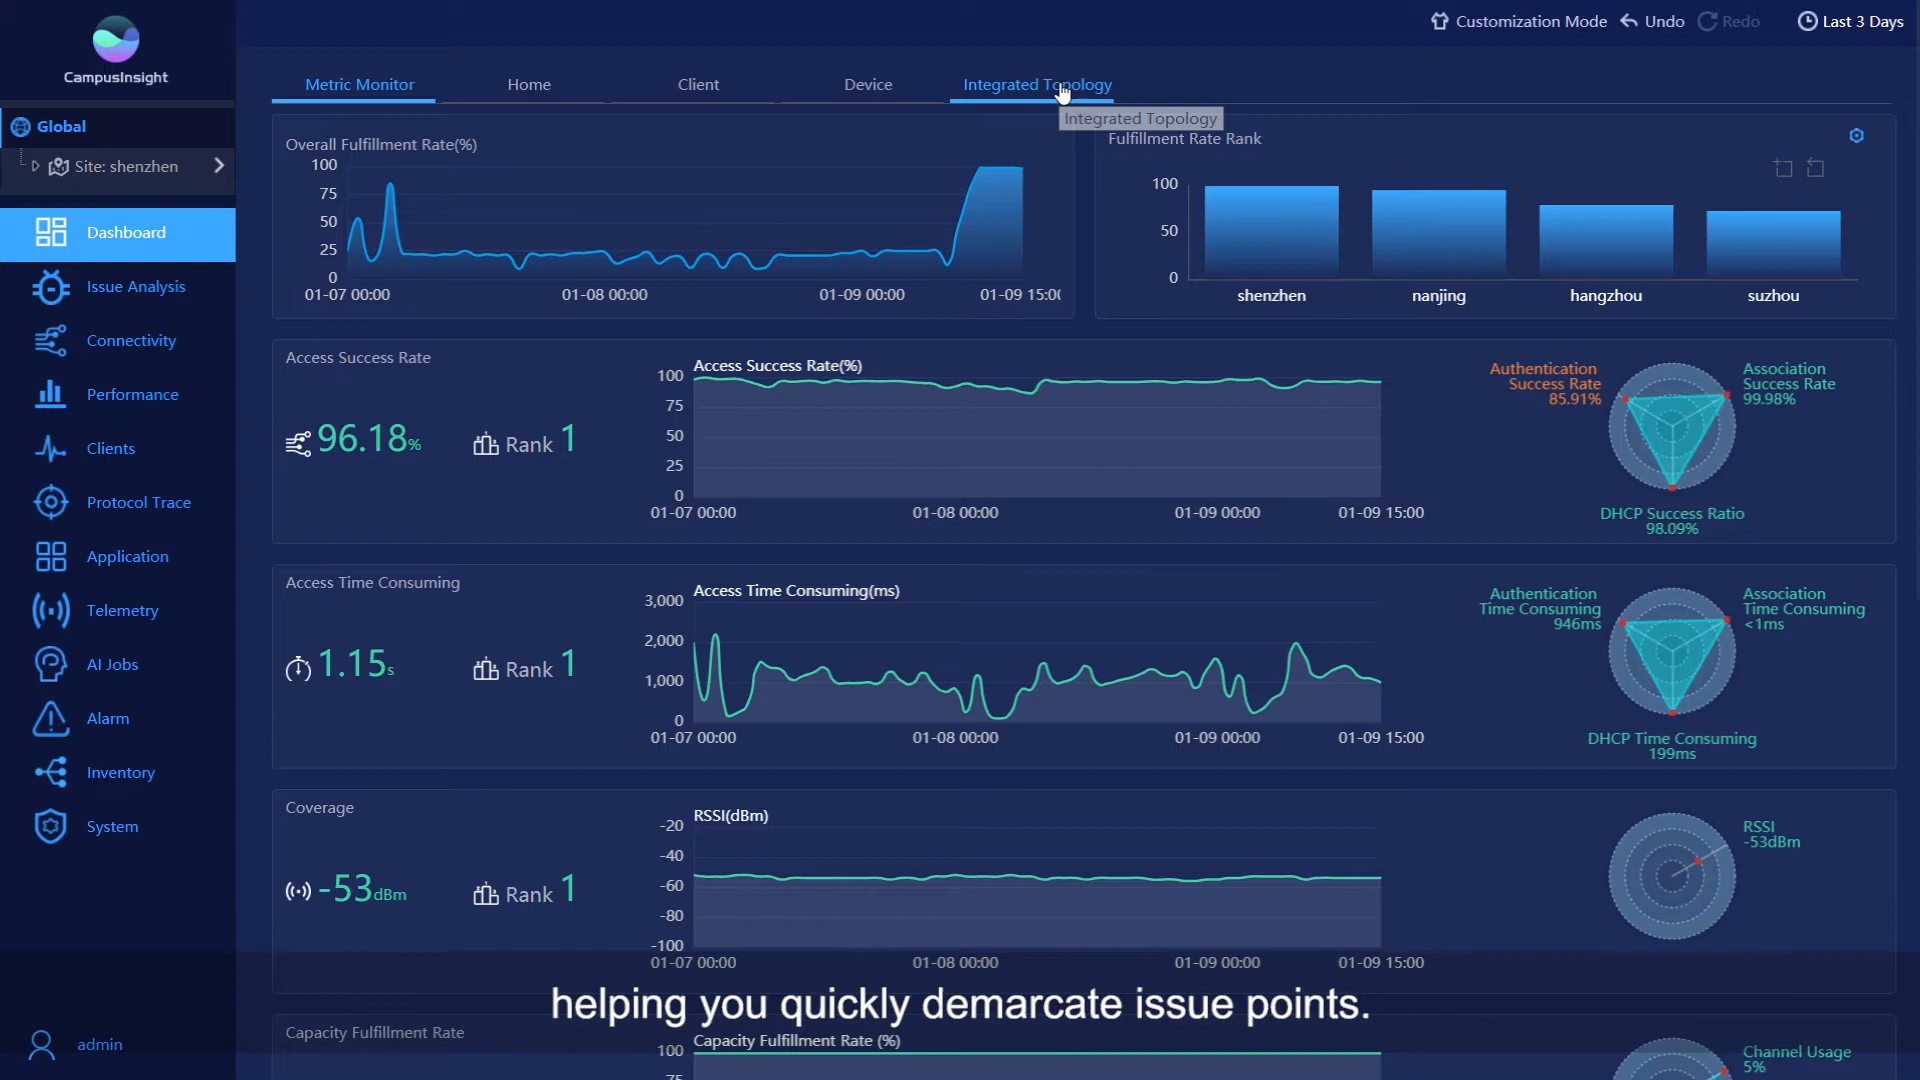 CampusInsight
Customization Mode Undo Redo Last 3 Days
Metric Monitor Home Client Device Integrated Topology
Integrated Topology
Global
Site: shenzhen
Dashboard
Issue Analysis
Connectivity
Performance
Clients
Protocol Trace
Application
Telemetry
AI Jobs
Alarm
Inventory
System
admin
Overall Fulfillment Rate(%)
100
75
50
25
0
01-07 00:00 01-08 00:00 01-09 00:00 01-09 15:0
Fulfillment Rate Rank
100
50
0
shenzhen nanjing hangzhou suzhou
Access Success Rate
96.18%
Rank 1
Access Success Rate(%)
100
75
50
25
0
01-07 00:00 01-08 00:00 01-09 00:00 01-09 15:00
Authentication
Success Rate
85.91%
Association
Success Rate
99.98%
DHCP Success Ratio
98.09%
Access Time Consuming
1.15s
Rank 1
Access Time Consuming(ms)
3,000
2,000
1,000
0
01-07 00:00 01-08 00:00 01-09 00:00 01-09 15:00
Authentication
Time Consuming
946ms
Association
Time Consuming
<1ms
DHCP Time Consuming
199ms
Coverage
-53dBm
Rank 1
RSSI(dBm)
-20
-40
-60
-80
-100
01-07 00:00 01-08 00:00 01-09 00:00 01-09 15:00
RSSI
-53dBm
helping you quickly demarcate issue points.
Capacity Fulfillment Rate
Capacity Fulfillment Rate (%)
100
75
Channel Usage
5%